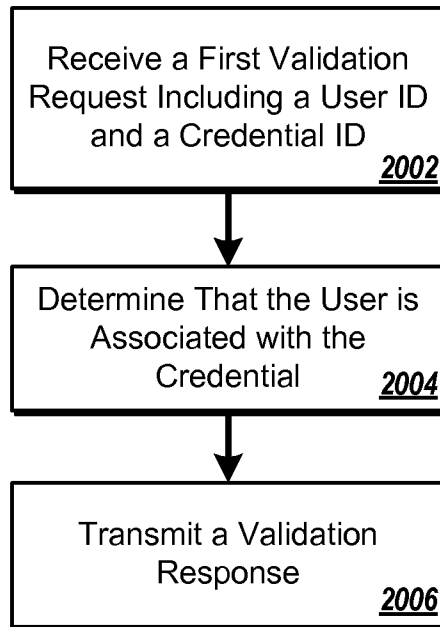 Receive a First Validation
Request Including a User ID
and a Credential ID
2002
Determine That the User is
Associated with the
Credential
2004
Transmit a Validation
Response
2006